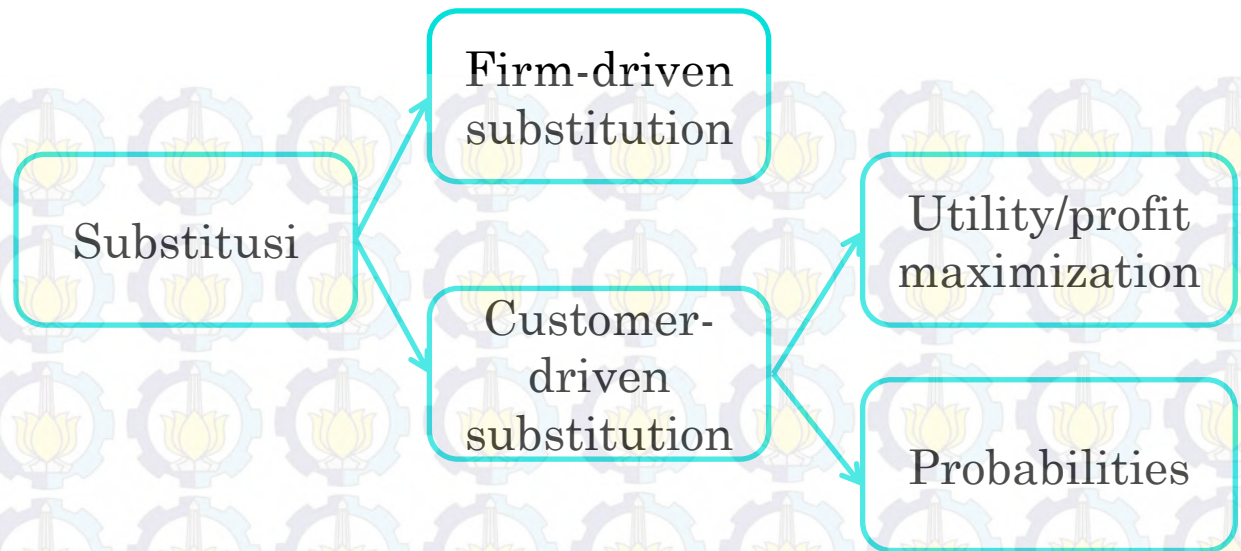 Substitusi
Firm-driven
substitution
Customer-
driven
substitution
Utility/profit
maximization
Probabilities